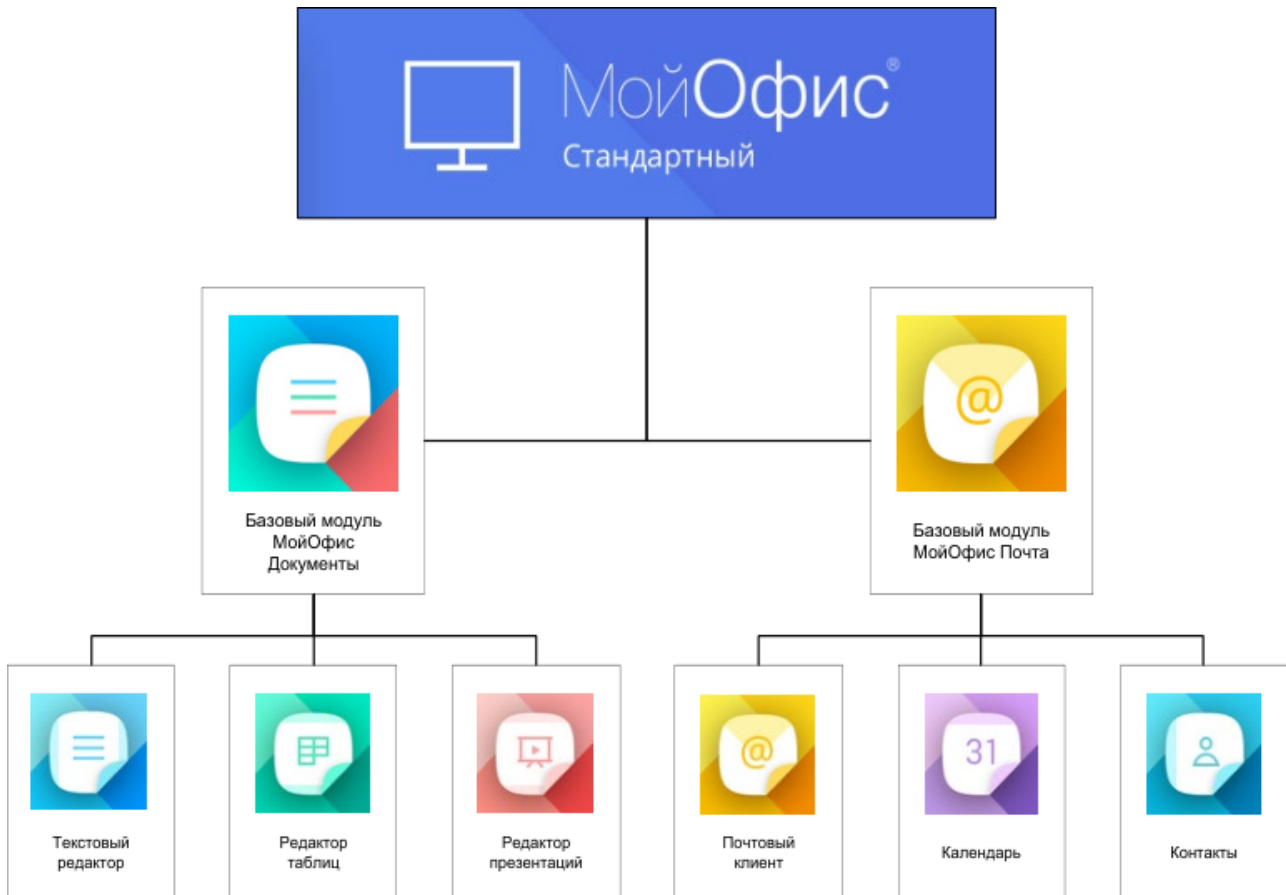 МойОфис®
Стандартный
Базовый модуль
МойОфис
Документы
Базовый модуль
МойОфис Почта
Текстовый
редактор
Редактор
таблиц
Редактор
презентаций
Почтовый
клиент
31
Календарь
Контакты